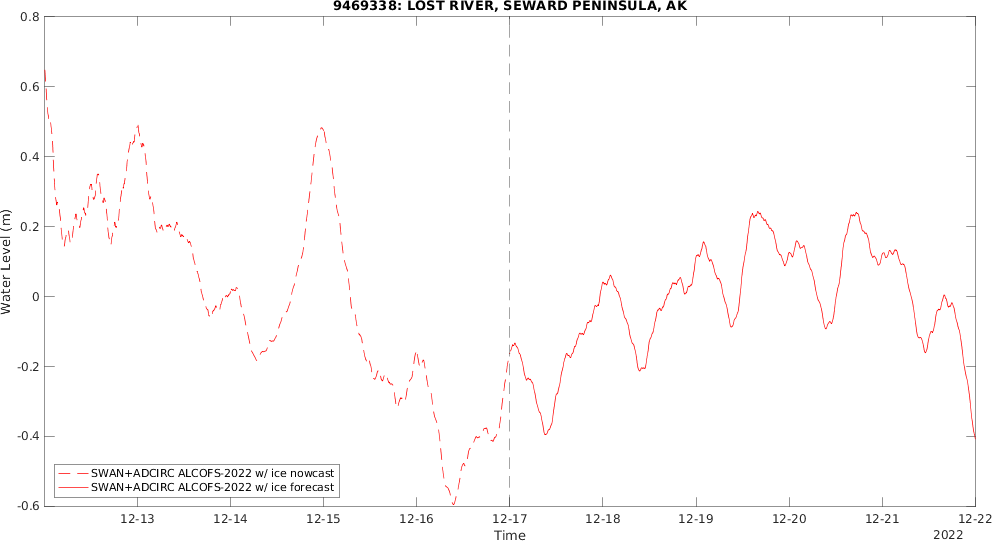 9469338: LOST RIVER, SEWARD PENINSULA, AK
0.8
0.6
0.4
0.2
0
-0.2
-0.4
-0.6
Water Level (m)
SWAN+ADCIRC ALCOFS-2022 w/ ice nowcast
SWAN+ADCIRC ALCOFS-2022 w/ ice forecast
12-13 12-14 12-15 12-16 12-17 12-18 12-19 12-20 12-21 12-22
Time
2022